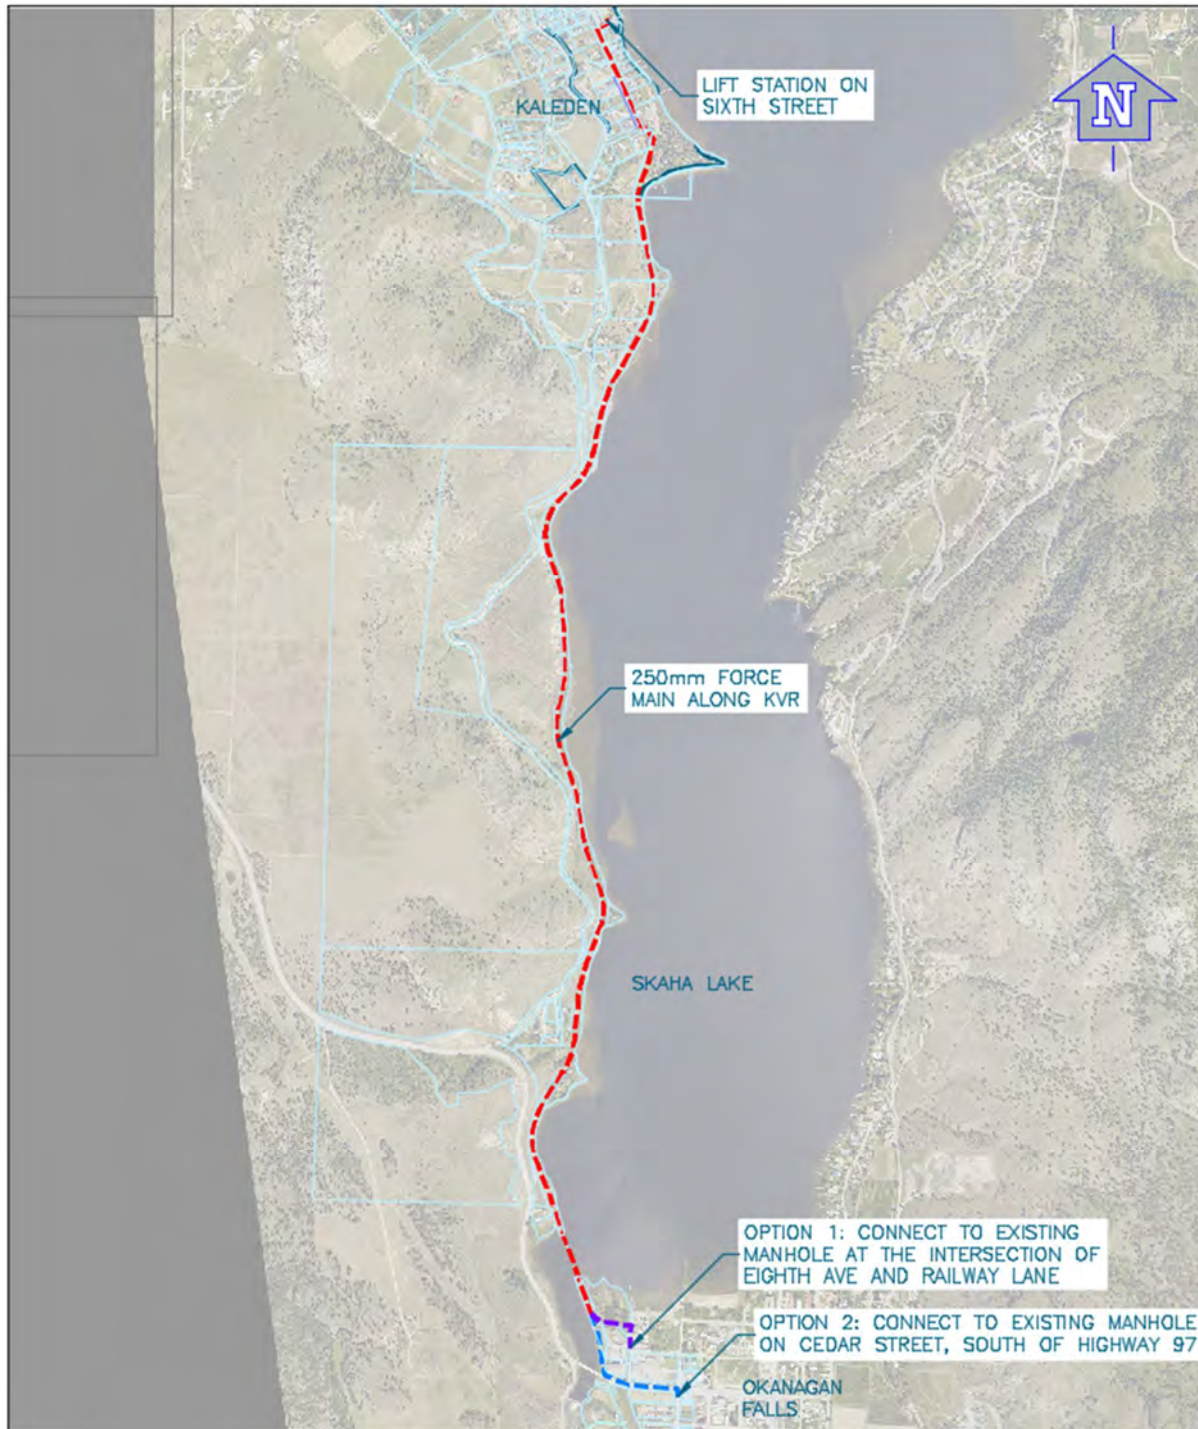 LIFT STATION ON
SIXTH STREET
KALEDEN
N
250mm FORCE
MAIN ALONG KVR
SKAHA LAKE
OPTION 1: CONNECT TO EXISTING
MANHOLE AT THE INTERSECTION OF
EIGHTH AVE AND RAILWAY LANE
OPTION 2: CONNECT TO EXISTING MANHOLE
ON CEDAR STREET, SOUTH OF HIGHWAY 97
OKANAGAN
FALLS